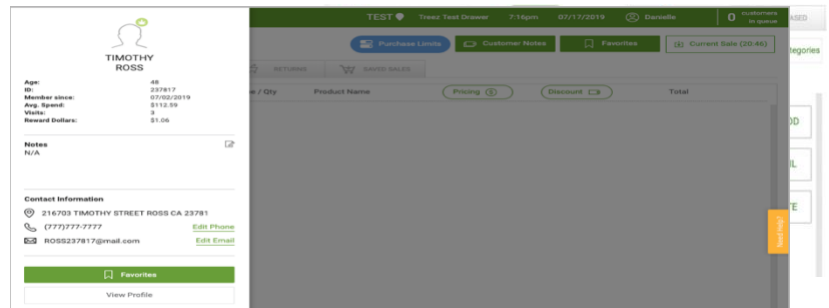 TEST
Treez Test Drawer
7:16pm
07/17/2019
Danielle
0 customers in queue
Purchase Limits
Customer Notes
Favorites
Current Sale (20:46)
RETURNS
SAVED SALES
/ Qty
Product Name
Pricing
Discount
Total
TIMOTHY
ROSS
Age: 48
ID: 237817
Member since: 07/02/2019
Avg. Spend: $112.59
Visits: 3
Reward Dollars: $1.06
Notes
N/A
Contact Information
216703 TIMOTHY STREET ROSS CA 23781
(777)777-7777
Edit Phone
ROSS237817@mail.com
Edit Email
Favorites
View Profile
Need Help?